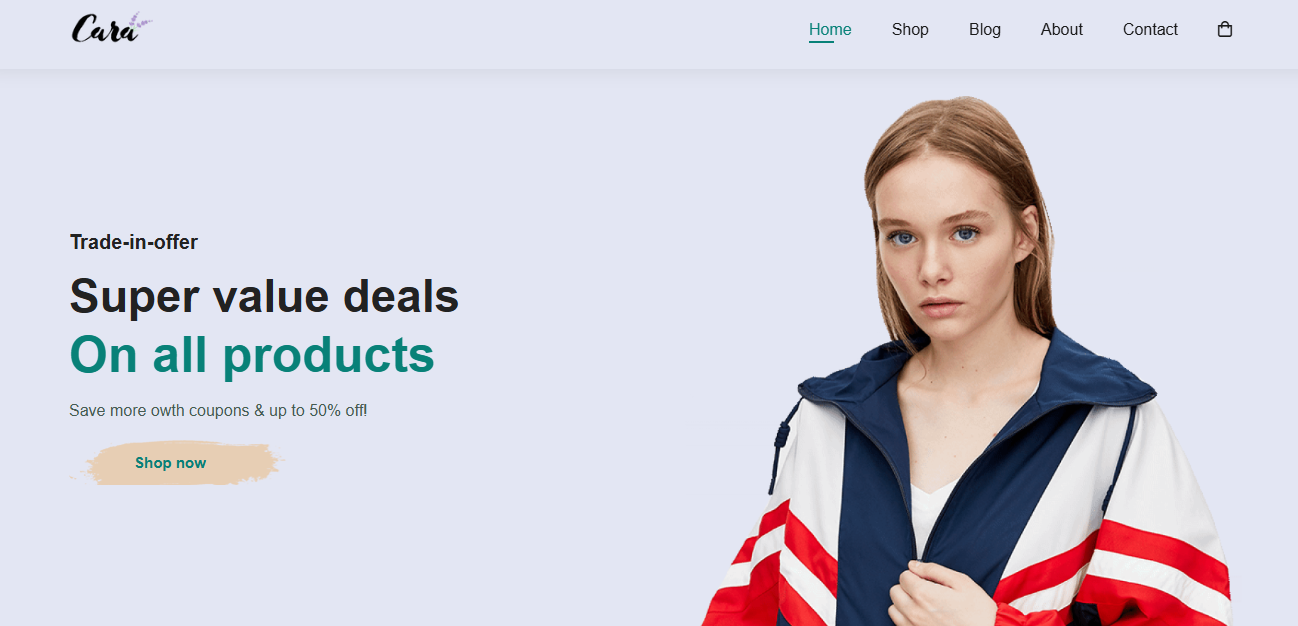 Cara
Home Shop Blog About Contact
Trade-in-offer
Super value deals
On all products
Save more owth coupons & up to 50% off!
Shop now